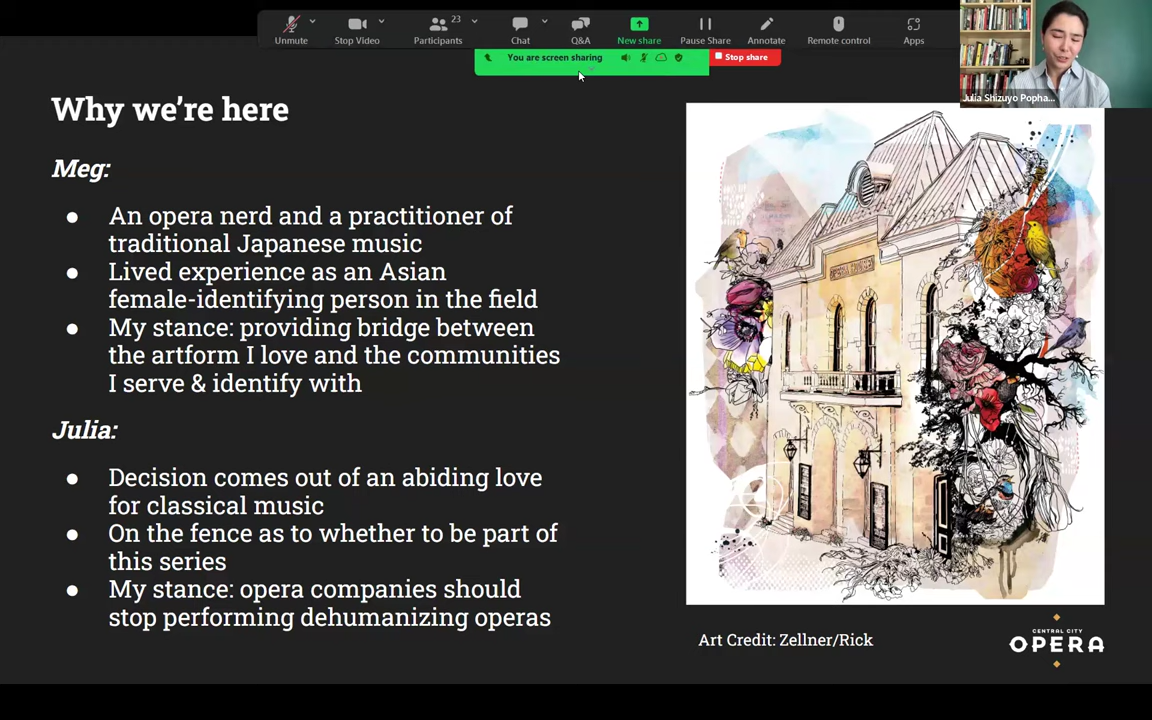 23
Unmute
Stop Video
Participants
Chat
Q&A
New share
Pause Share
Annotate
Remote control
Apps
You are screen sharing
Stop share
Julia Shizuyo Popha...
Why we're here
Meg:
● An opera nerd and a practitioner of
traditional Japanese music
● Lived experience as an Asian
female-identifying person in the field
● My stance: providing bridge between
the artform I love and the communities
I serve & identify with
Julia:
● Decision comes out of an abiding love
for classical music
● On the fence as to whether to be part of
this series
● My stance: opera companies should
stop performing dehumanizing operas
Art Credit: Zellner/Rick
CENTRAL CITY
OPERA